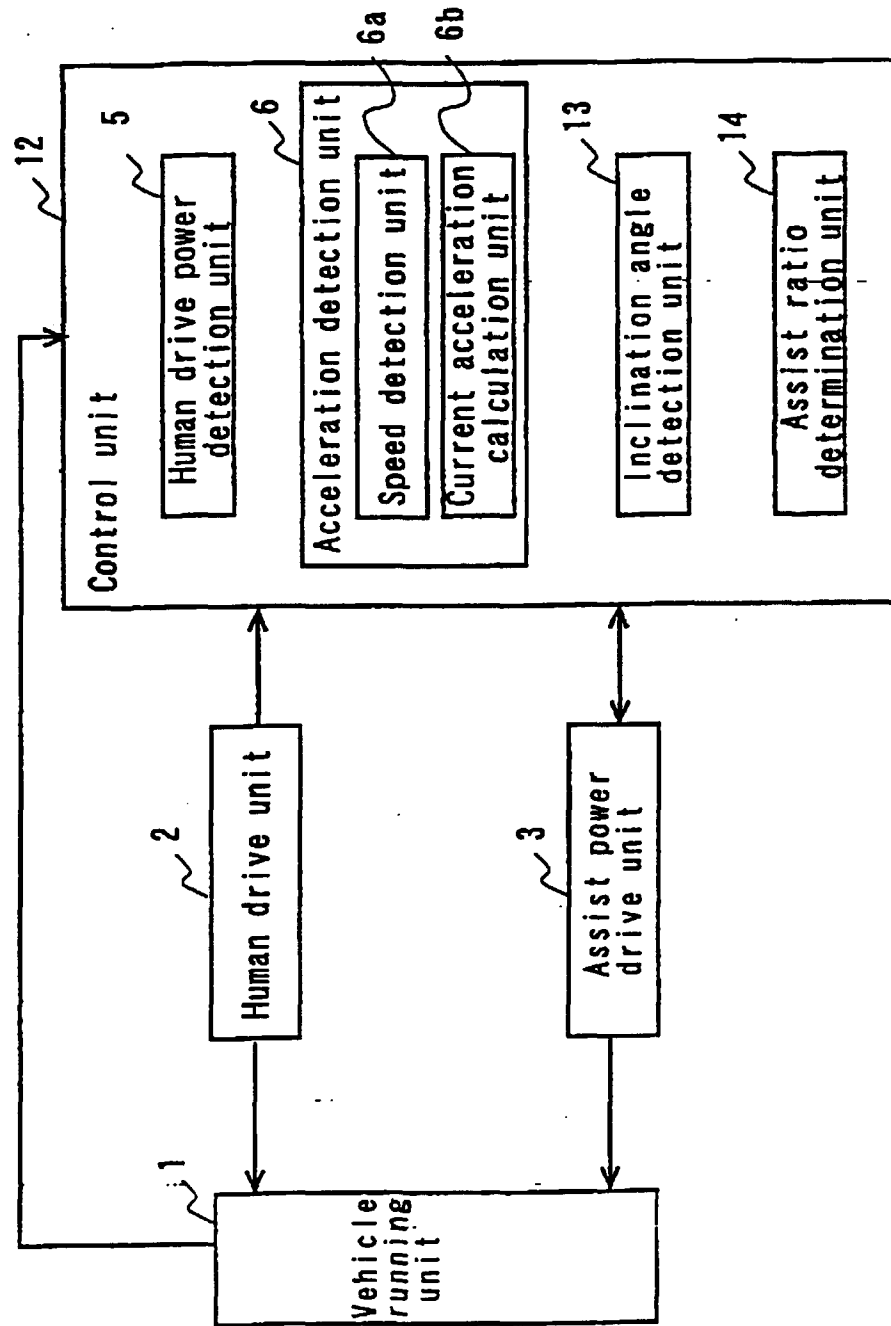 12
Control unit
5
Human drive power
detection unit
6
Acceleration detection unit
6a
Speed detection unit
6b
Current acceleration
calculation unit
13
Inclination angle
detection unit
14
Assist ratio
determination unit
2
Human drive unit
3
Assist power
drive unit
1
Vehicle
running
unit